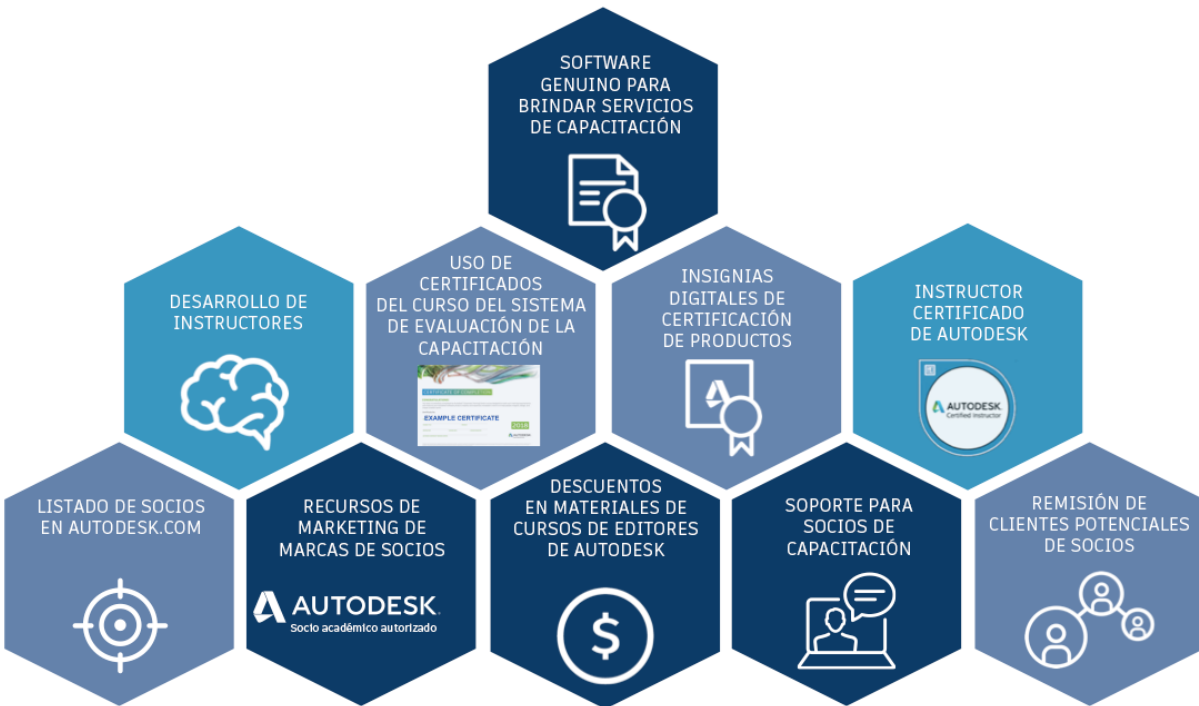 SOFTWARE
GENUINO PARA
BRINDAR SERVICIOS
DE CAPACITACIÓN
DESARROLLO DE
INSTRUCTORES
USO DE
CERTIFICADOS
DEL CURSO DEL SISTEMA
DE EVALUACIÓN DE LA
CAPACITACIÓN
EXAMPLE CERTIFICATE
INSIGNIAS
DIGITALES DE
CERTIFICACIÓN
DE PRODUCTOS
INSTRUCTOR
CERTIFICADO
DE AUTODESK
AUTODESK
Certified Instructor
LISTADO DE SOCIOS
EN AUTODESK.COM
RECURSOS DE
MARKETING DE
MARCAS DE SOCIOS
AUTODESK.
Socio académico autorizado
DESCUENTOS
EN MATERIALES DE
CURSOS DE EDITORES
DE AUTODESK
$
SOPORTE PARA
SOCIOS DE
CAPACITACIÓN
REMISIÓN DE
CLIENTES POTENCIALES
DE SOCIOS